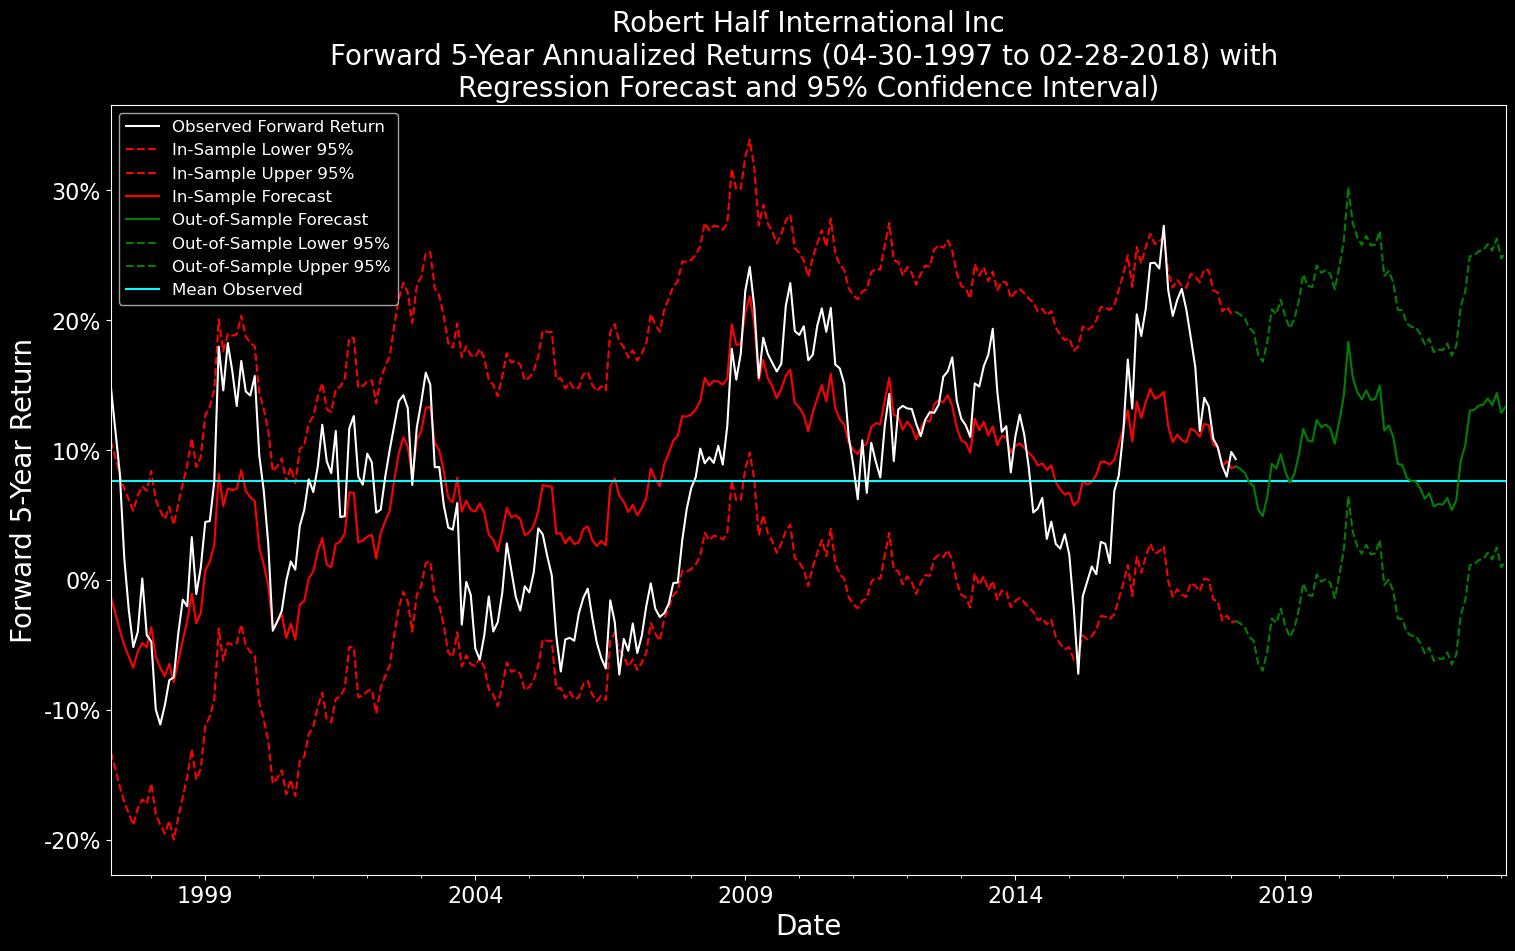 Robert Half International Inc
Forward 5-Year Annualized Returns (04-30-1997 to 02-28-2018) with
Regression Forecast and 95% Confidence Interval)
Observed Forward Return
In-Sample Lower 95%
In-Sample Upper 95%
In-Sample Forecast
Out-of-Sample Forecast
Out-of-Sample Lower 95%
Out-of-Sample Upper 95%
Mean Observed
Forward 5-Year Return
30%
20%
10%
0%
-10%
-20%
1999
2004
2009
2014
2019
Date